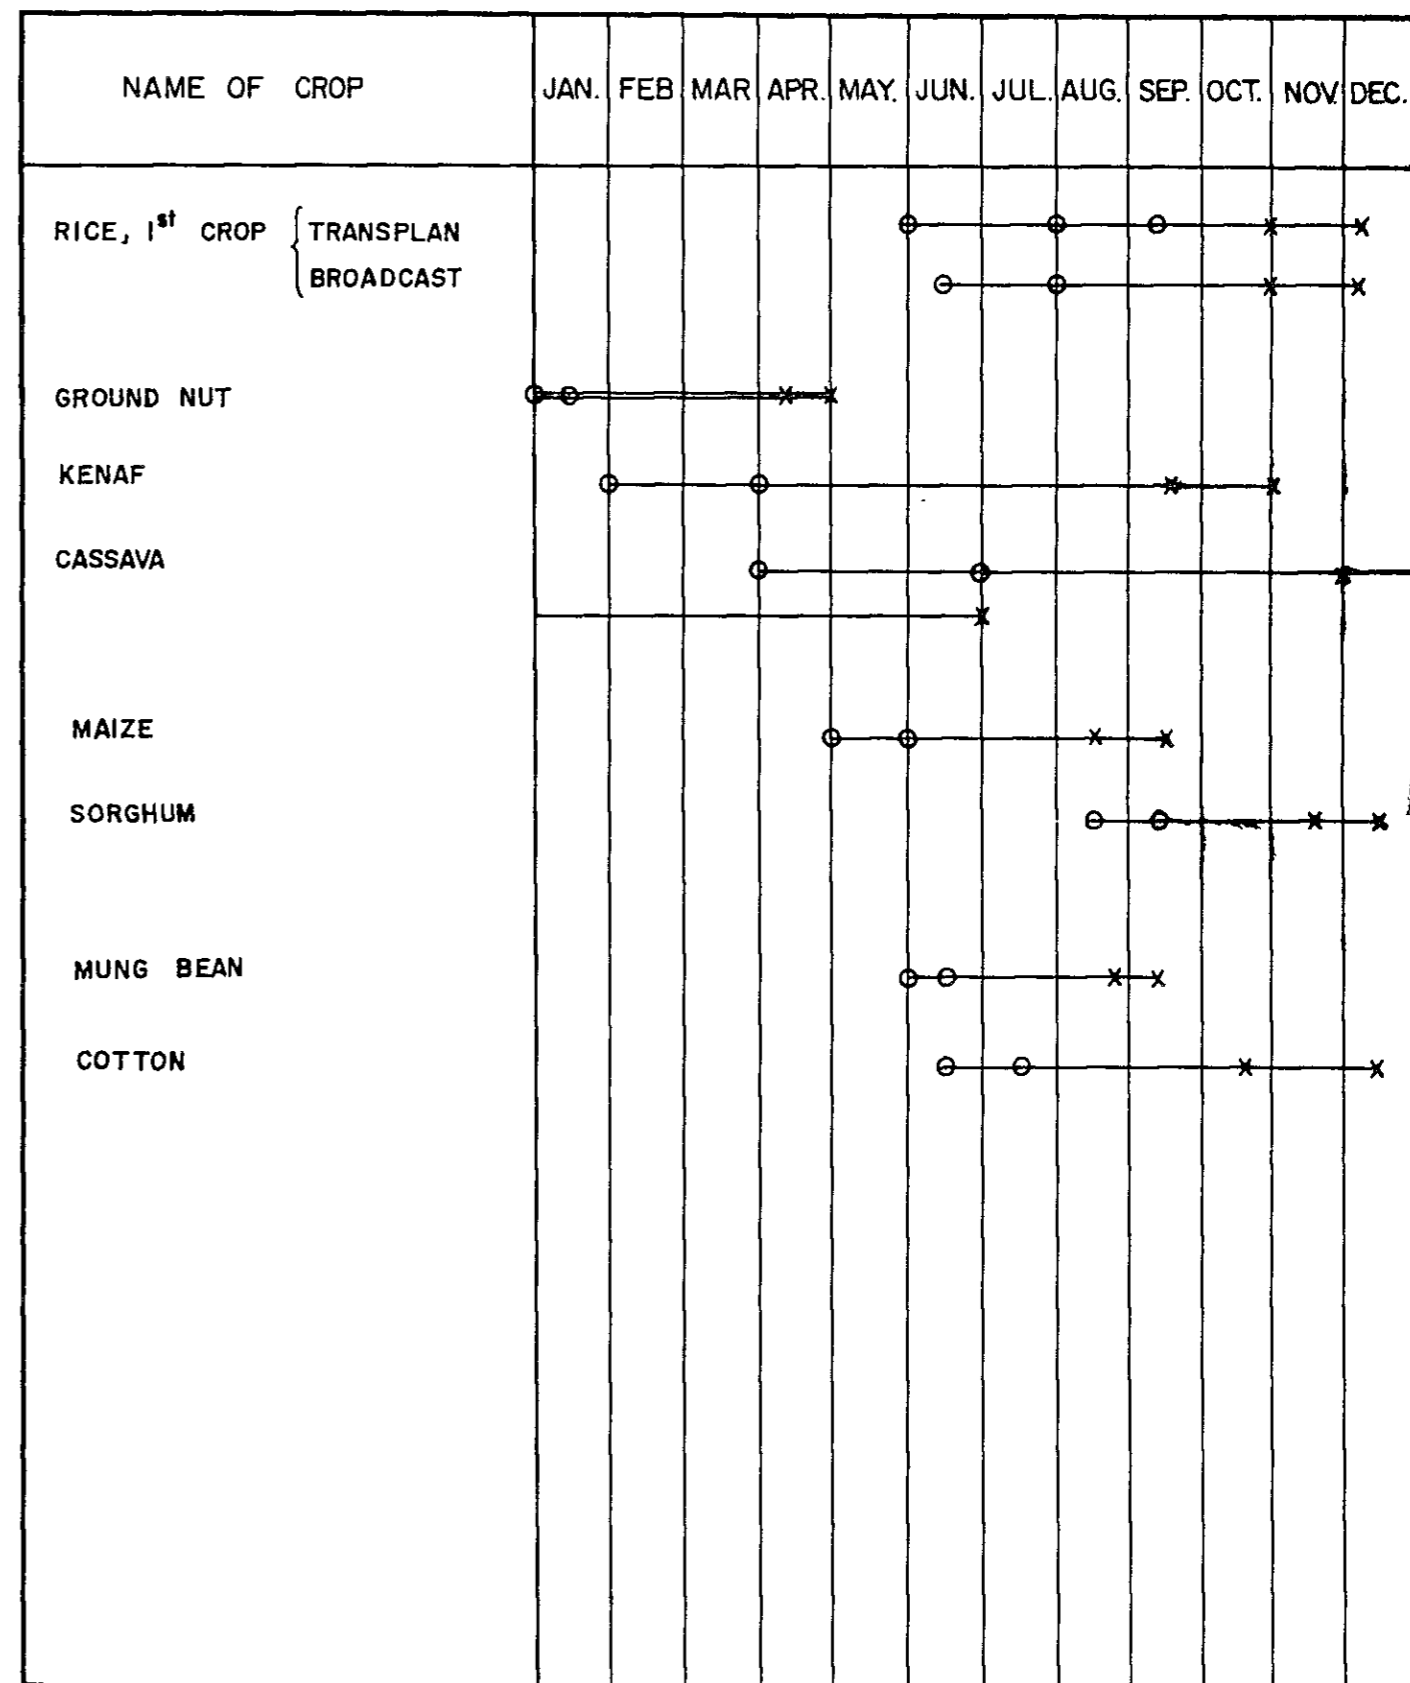 NAME OF CROP JAN. FEB MAR APR. MAY. JUN. JUL. AUG. SEP. OCT. NOV. DEC.
RICE, 1st CROP { TRANSPLAN
BROADCAST
GROUND NUT
KENAF
CASSAVA
MAIZE
SORGHUM
MUNG BEAN
COTTON